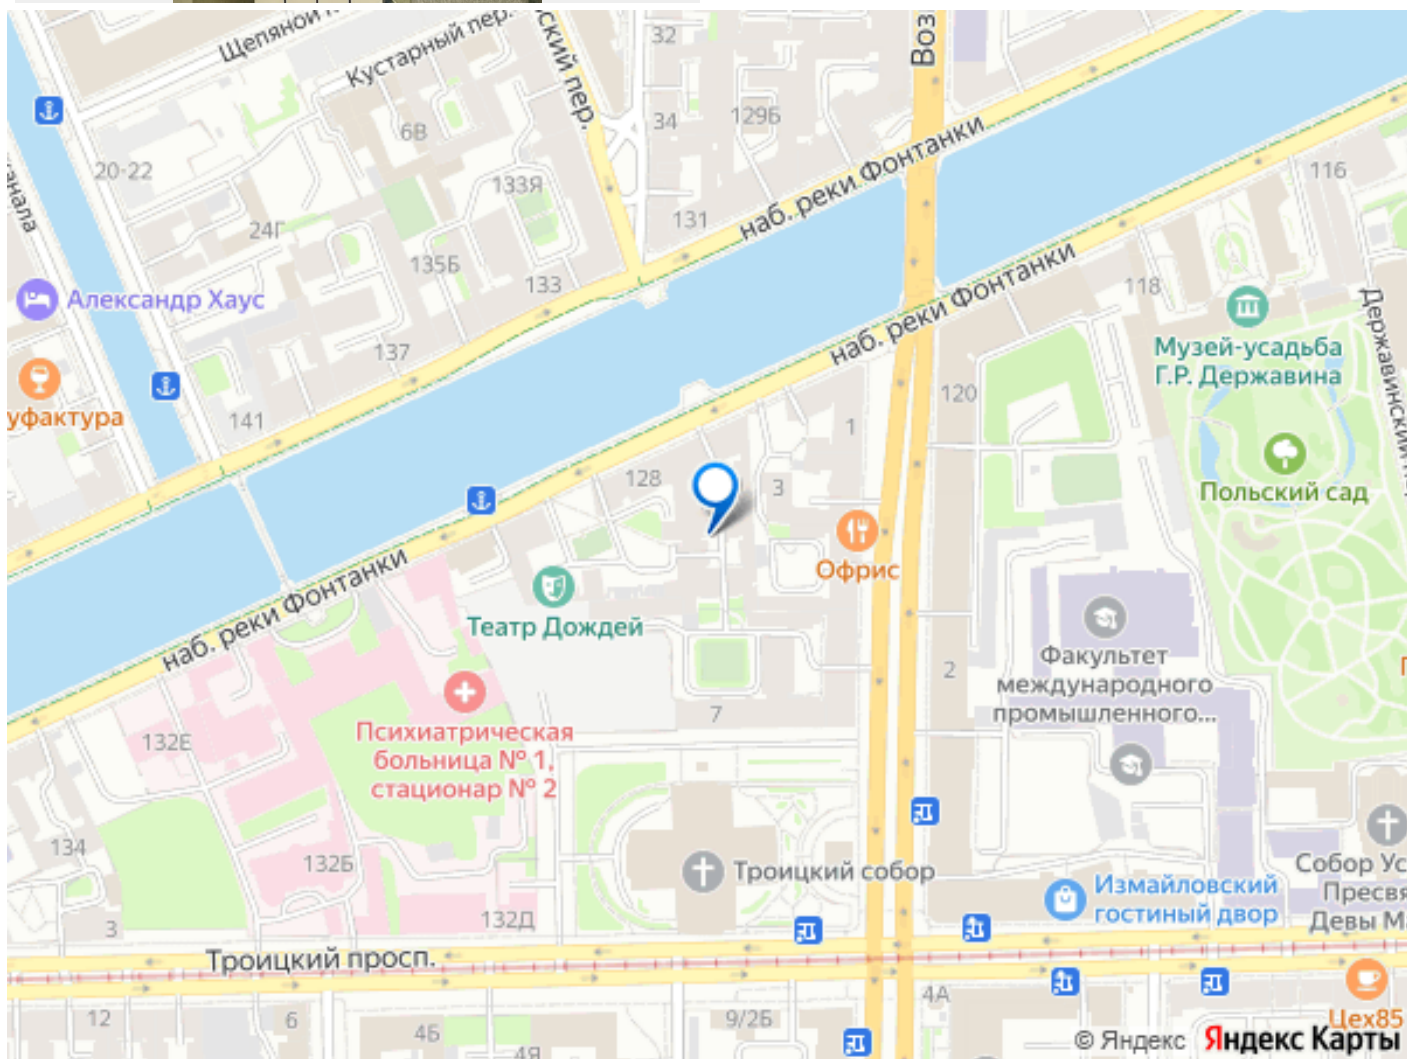 Щепяной
Кустарный пер.
ский пер.
32
Воз
6В
34
129Б
20-22
133Я
наб. реки Фонтанки
116
анала
24Г
131
135Б
133
наб. реки Фонтанки
118
Державинский
Александр Хаус
137
Музей-усадьба
Г.Р. Державина
уфактура
141
120
1
128
3
Польский сад
Офрис
наб. реки Фонтанки
Театр Дождей
Факультет
международного
промышленного...
2
7
132Е
Психиатрическая
больница № 1,
стационар № 2
134
132Б
Троицкий собор
Измайловский
гостиный двор
Собор Ус
Пресвя
Девы М
3
132Д
Троицкий просп.
12
6
4Б
4Я
9/2Б
4А
Цех85
© Яндекс Яндекс Карты